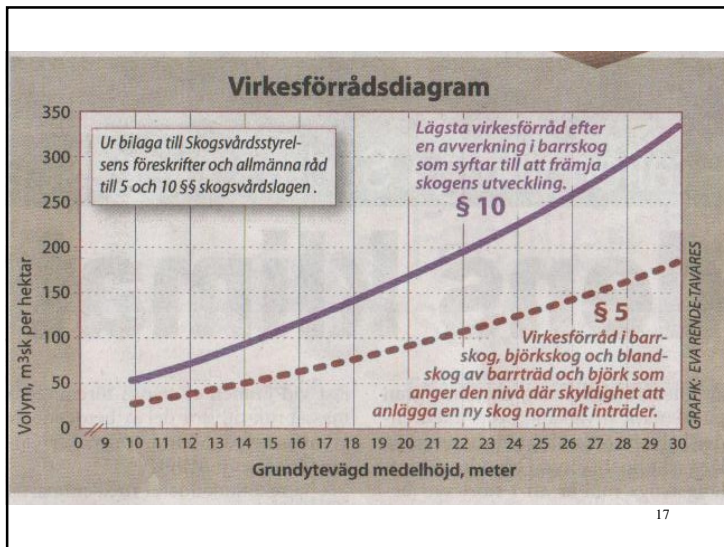 Virkesförrådsdiagram
Ur bilaga till Skogsvårdsstyrel-
sens föreskrifter och allmänna råd
till 5 och 10 §§ skogsvårdslagen .
Lägsta virkesförråd efter
en avverkning i barrskog
som syftar till att främja
skogens utveckling.
§ 10
§ 5
Virkesförråd i barr-
skog, björkskog och bland-
skog av barrträd och björk som
anger den nivå där skyldighet att
anlägga en ny skog normalt inträder.
Volym, m³sk per hektar
350
300
250
200
150
100
50
0
0 9 10 11 12 13 14 15 16 17 18 19 20 21 22 23 24 25 26 27 28 29 30
Grundytevägd medelhöjd, meter
GRAFIK: EVA RENDE-TAVARES
17